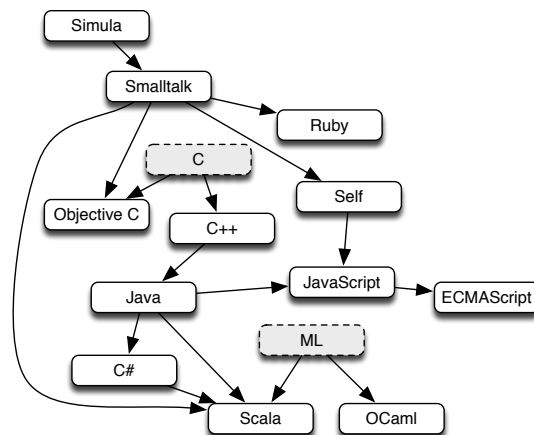 Simula
Smalltalk
Ruby
C
Self
Objective C
C++
JavaScript
Java
ECMAScript
ML
C#
Scala
OCaml